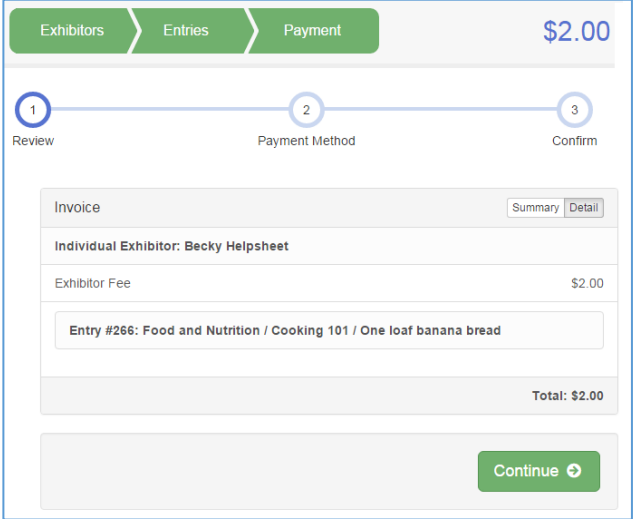 Exhibitors Entries Payment $2.00
1 2 3
Review Payment Method Confirm
Invoice Summary Detail
Individual Exhibitor: Becky Helpsheet
Exhibitor Fee $2.00
Entry #266: Food and Nutrition / Cooking 101 / One loaf banana bread
Total: $2.00
Continue